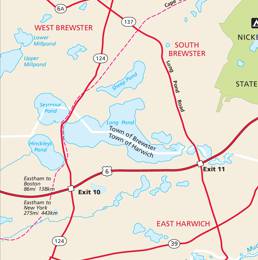 6A
Cape
WEST BREWSTER
137
Lower
Millpond
SOUTH
BREWSTER
NICKE
124
Upper
Millpond
Sheep Pond
Long Pond Road
STATE
Seymour
Pond
Long Pond
Town of Brewster
Town of Harwich
Hinckleys
Pond
Exit 11
6
Eastham to
Boston
86mi 138km
Exit 10
Eastham to
New York
275mi 443km
EAST HARWICH
124
39